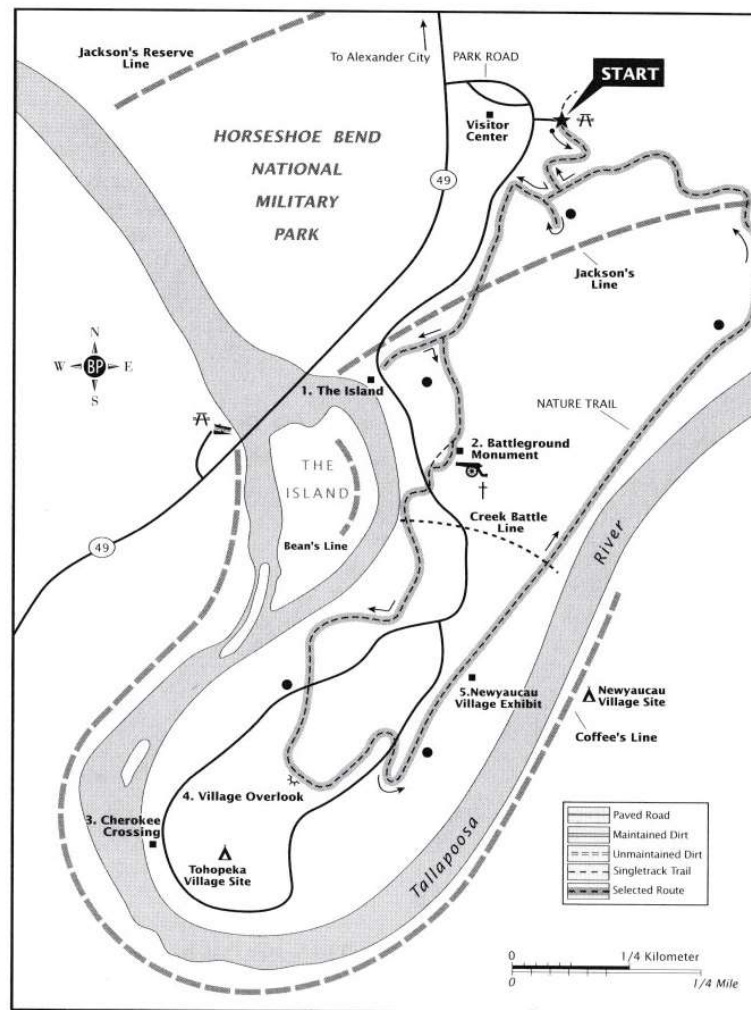 Jackson's Reserve
Line
To Alexander City
PARK ROAD
START
Visitor
Center
HORSESHOE BEND
NATIONAL
MILITARY
PARK
49
Jackson's
Line
N
W BP E
S
1. The Island
NATURE TRAIL
2. Battleground
Monument
THE
ISLAND
Creek Battle
Line
Bean's Line
49
River
5.Newyaucau
Village Exhibit
Newyaucau
Village Site
Coffee's Line
4. Village Overlook
3. Cherokee
Crossing
Tohopeka
Village Site
Tallapoosa
Paved Road
Maintained Dirt
Unmaintained Dirt
Singletrack Trail
Selected Route
0 1/4 Kilometer
0 1/4 Mile